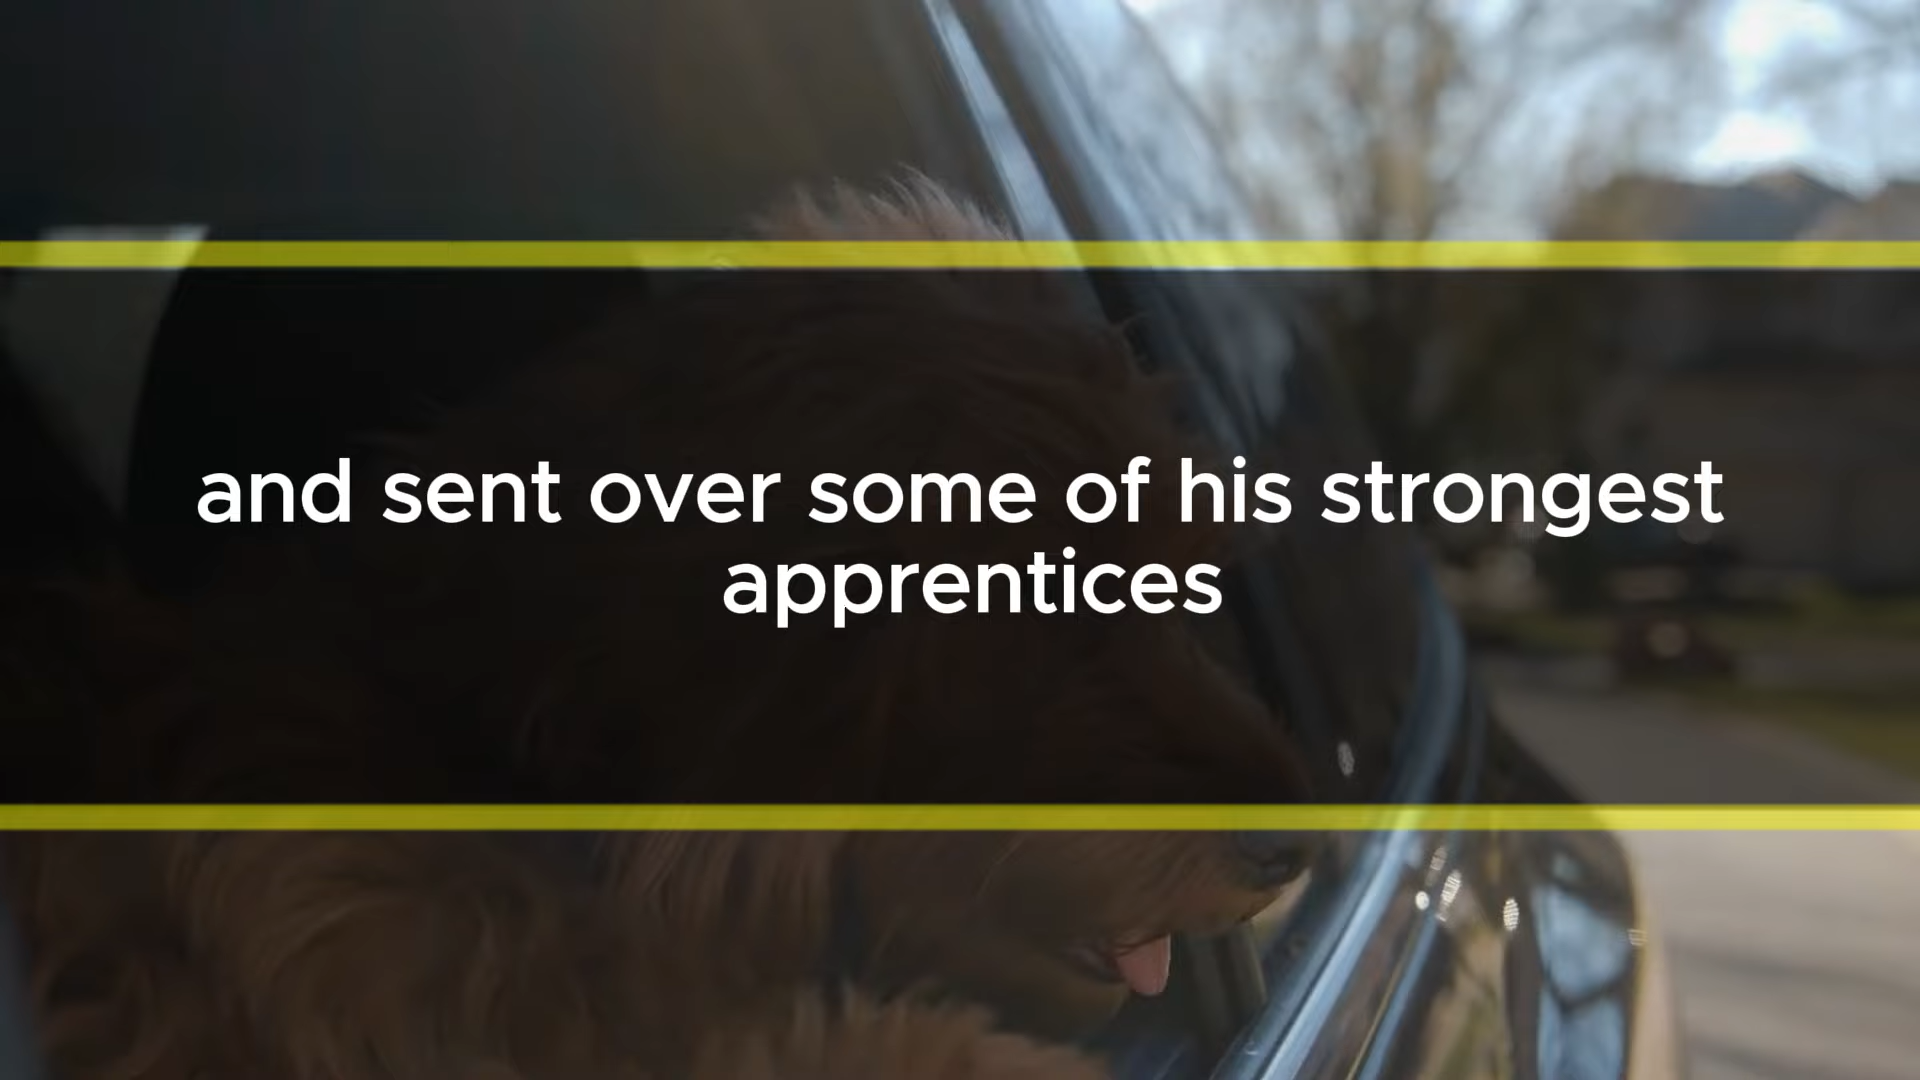 and sent over some of his strongest
apprentices